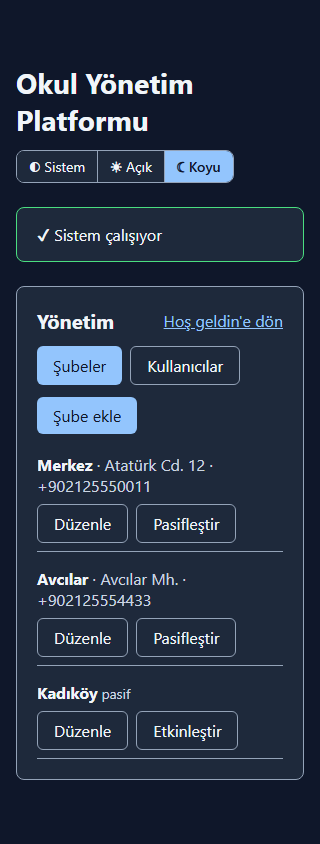 Okul Yönetim
Platformu
◐ Sistem ☀ Açık ☾ Koyu
✓ Sistem çalışıyor
Yönetim Hoş geldin'e dön
Şubeler Kullanıcılar
Şube ekle
Merkez · Atatürk Cd. 12 ·
+902125550011
Düzenle Pasifleştir
Avcılar · Avcılar Mh. ·
+902125554433
Düzenle Pasifleştir
Kadıköy pasif
Düzenle Etkinleştir